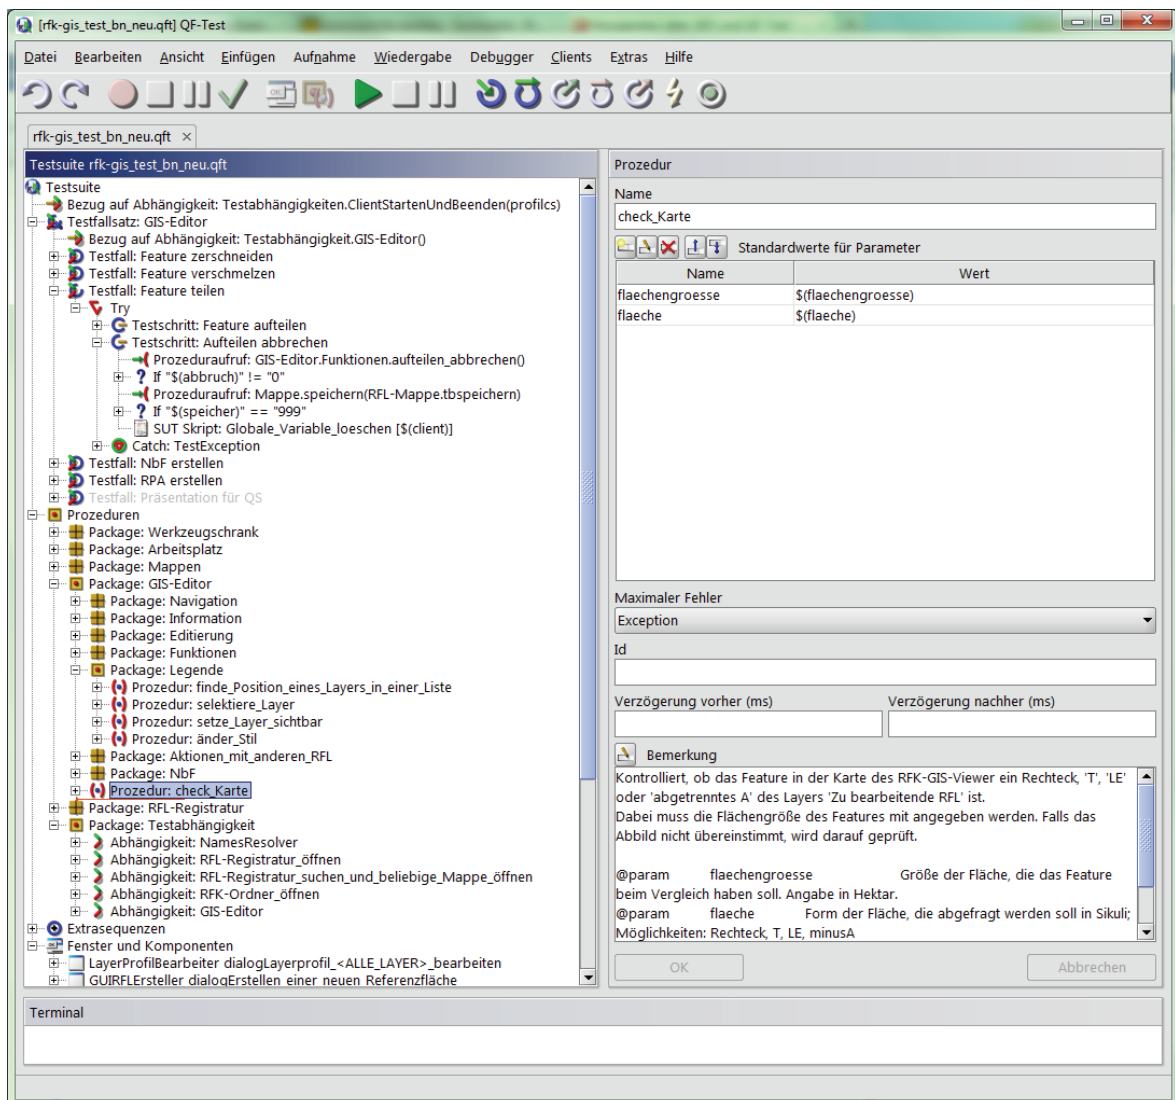 [rfk-gis_test_bn_neu.qft] QF-Test
Datei Bearbeiten Ansicht Einfügen Aufnahme Wiedergabe Debugger Clients Extras Hilfe
rfk-gis_test_bn_neu.qft
Testsuite rfk-gis_test_bn_neu.qft
Testsuite
Bezug auf Abhängigkeit: Testabhängigkeiten.ClientStartenUndBeenden(profilcs)
Testfallsatz: GIS-Editor
Bezug auf Abhängigkeit: Testabhängigkeit.GIS-Editor()
Testfall: Feature zerschneiden
Testfall: Feature verschmelzen
Testfall: Feature teilen
Try
Testschritt: Feature aufteilen
Testschritt: Aufteilen abbrechen
Prozeduraufruf: GIS-Editor.Funktionen.aufteilen_abbrechen()
If "$(abbruch)" != "0"
Prozeduraufruf: Mappe.speichern(RFL-Mappe.tbspeichern)
If "$(speicher)" == "999"
SUT Skript: Globale_Variable_loeschen [$(client)]
Catch: TestException
Testfall: NbF erstellen
Testfall: RPA erstellen
Testfall: Präsentation für QS
Prozeduren
Package: Werkzeugschrank
Package: Arbeitsplatz
Package: Mappen
Package: GIS-Editor
Package: Navigation
Package: Information
Package: Editierung
Package: Funktionen
Package: Legende
Prozedur: finde_Position_eines_Layers_in_einer_Liste
Prozedur: selektiere_Layer
Prozedur: setze_Layer_sichtbar
Prozedur: änder_Stil
Package: Aktionen_mit_anderen_RFL
Package: NbF
Prozedur: check_Karte
Package: RFL-Registratur
Package: Testabhängigkeit
Abhängigkeit: NamesResolver
Abhängigkeit: RFL-Registratur_öffnen
Abhängigkeit: RFL-Registratur_suchen_und_beliebige_Mappe_öffnen
Abhängigkeit: RFK-Ordner_öffnen
Abhängigkeit: GIS-Editor
Extrasequenzen
Fenster und Komponenten
LayerProfilBearbeiter dialogLayerprofil_<ALLE_LAYER>_bearbeiten
GUIRFLErsteller dialogErstellen einer neuen Referenzfläche
Prozedur
Name
check_Karte
Standardwerte für Parameter
Name Wert
flaechengroesse $(flaechengroesse)
flaeche $(flaeche)
Maximaler Fehler
Exception
Id
Verzögerung vorher (ms) Verzögerung nachher (ms)
Bemerkung
Kontrolliert, ob das Feature in der Karte des RFK-GIS-Viewer ein Rechteck, 'T', 'LE'
oder 'abgetrenntes A' des Layers 'Zu bearbeitende RFL' ist.
Dabei muss die Flächengröße des Features mit angegeben werden. Falls das
Abbild nicht übereinstimmt, wird darauf geprüft.
@param flaechengroesse Größe der Fläche, die das Feature
beim Vergleich haben soll. Angabe in Hektar.
@param flaeche Form der Fläche, die abgefragt werden soll in Sikuli;
Möglichkeiten: Rechteck, T, LE, minusA
OK Abbrechen
Terminal